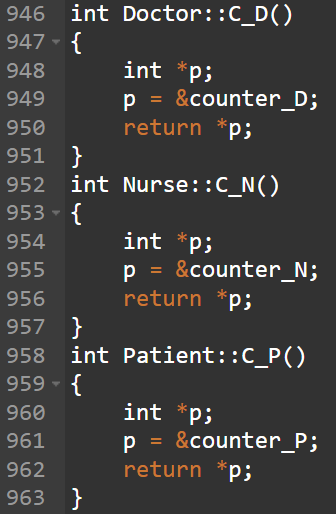 946 int Doctor::C_D()
947 {
948     int *p;
949     p = &counter_D;
950     return *p;
951 }
952 int Nurse::C_N()
953 {
954     int *p;
955     p = &counter_N;
956     return *p;
957 }
958 int Patient::C_P()
959 {
960     int *p;
961     p = &counter_P;
962     return *p;
963 }